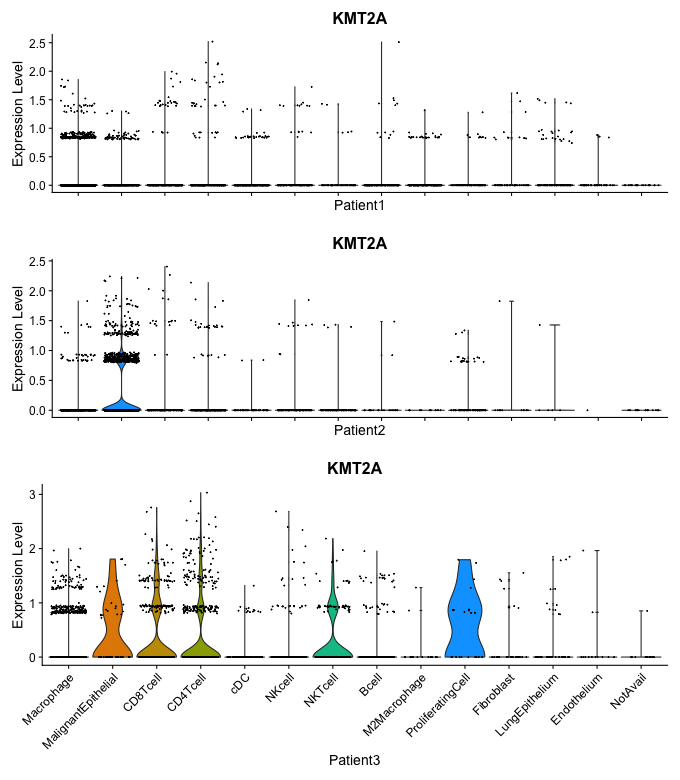 KMT2A
Expression Level
2.5
2.0
1.5
1.0
0.5
0.0
Patient1
KMT2A
Expression Level
2.5
2.0
1.5
1.0
0.5
0.0
Patient2
KMT2A
Expression Level
3
2
1
0
Macrophage
MalignantEpithelial
CD8Tcell
CD4Tcell
cDC
NKcell
NKTcell
Bcell
M2Macrophage
ProliferatingCell
Fibroblast
LungEpithelium
Endothelium
NotAvail
Patient3